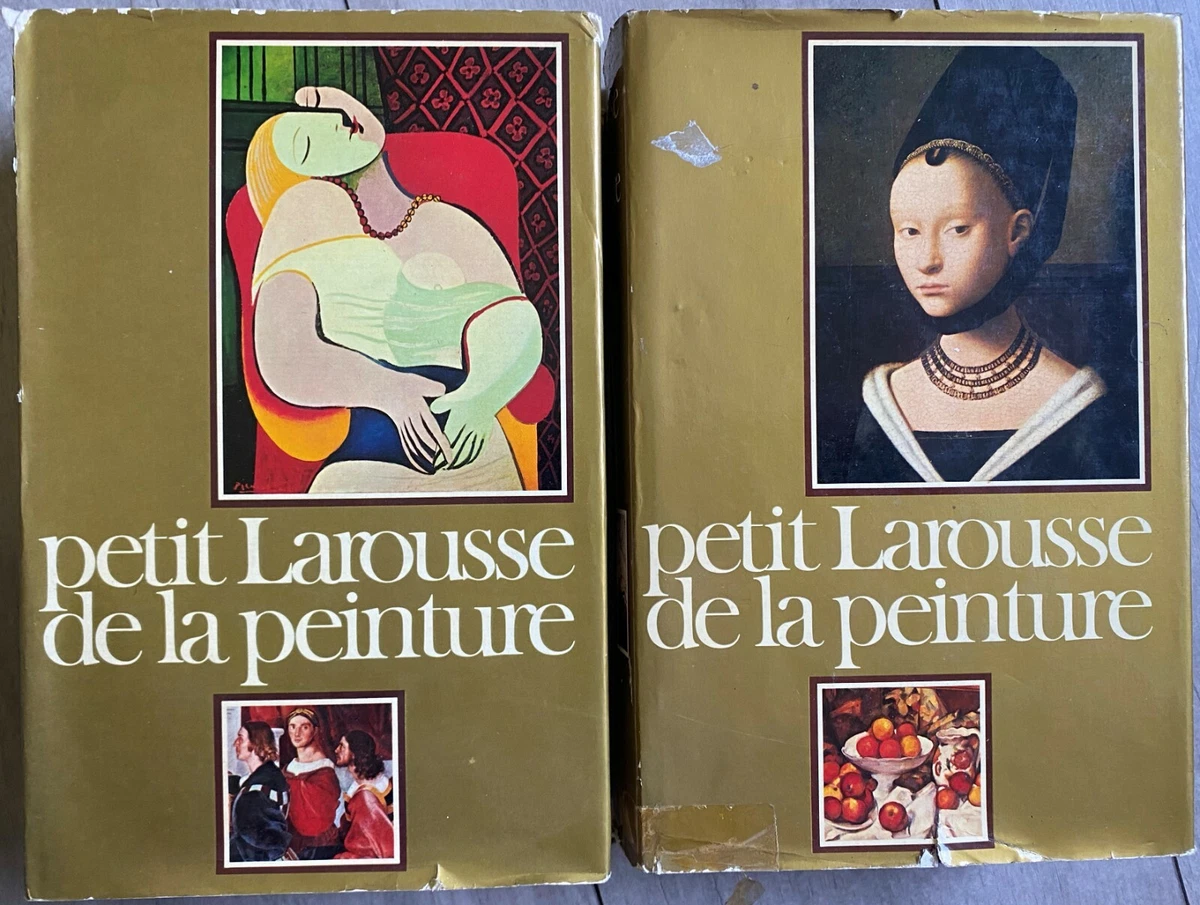 petit Larousse
de la peinture
petit Larousse
de la peinture